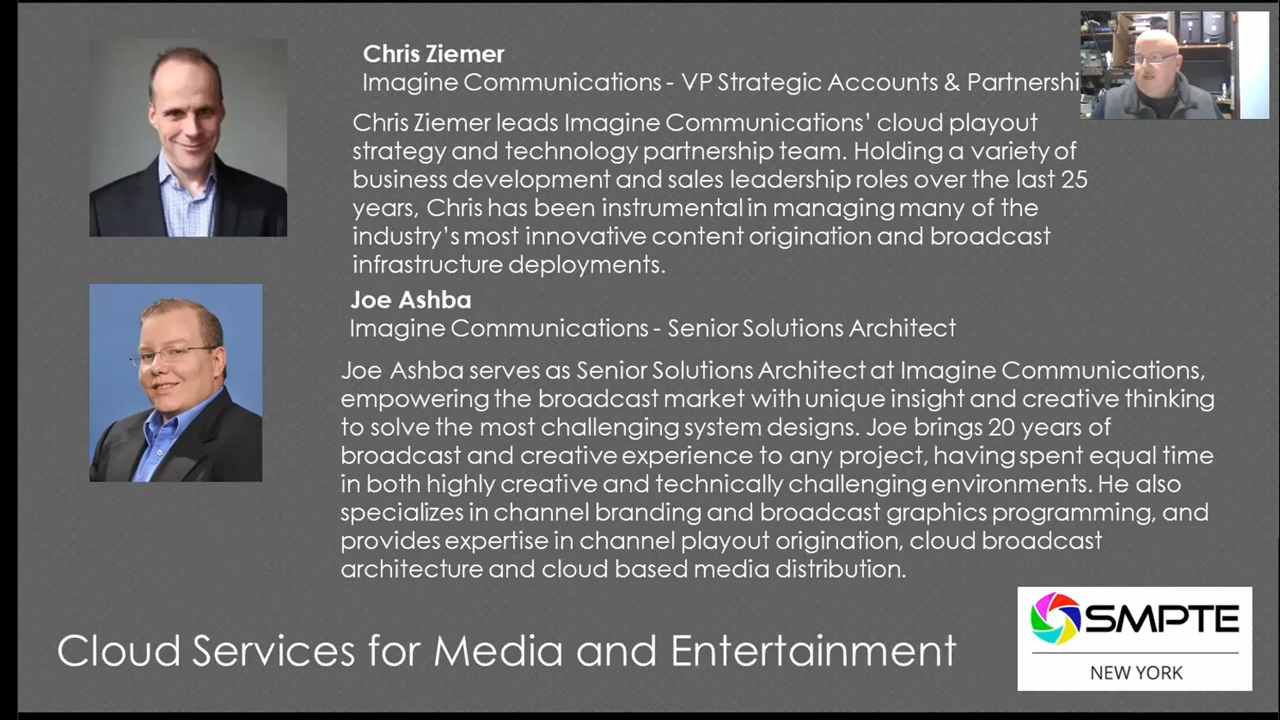 Chris Ziemer
Imagine Communications - VP Strategic Accounts & Partnershi
Chris Ziemer leads Imagine Communications’ cloud playout
strategy and technology partnership team. Holding a variety of
business development and sales leadership roles over the last 25
years, Chris has been instrumental in managing many of the
industry’s most innovative content origination and broadcast
infrastructure deployments.
Joe Ashba
Imagine Communications - Senior Solutions Architect
Joe Ashba serves as Senior Solutions Architect at Imagine Communications,
empowering the broadcast market with unique insight and creative thinking
to solve the most challenging system designs. Joe brings 20 years of
broadcast and creative experience to any project, having spent equal time
in both highly creative and technically challenging environments. He also
specializes in channel branding and broadcast graphics programming, and
provides expertise in channel playout origination, cloud broadcast
architecture and cloud based media distribution.
Cloud Services for Media and Entertainment
SMPTE
NEW YORK